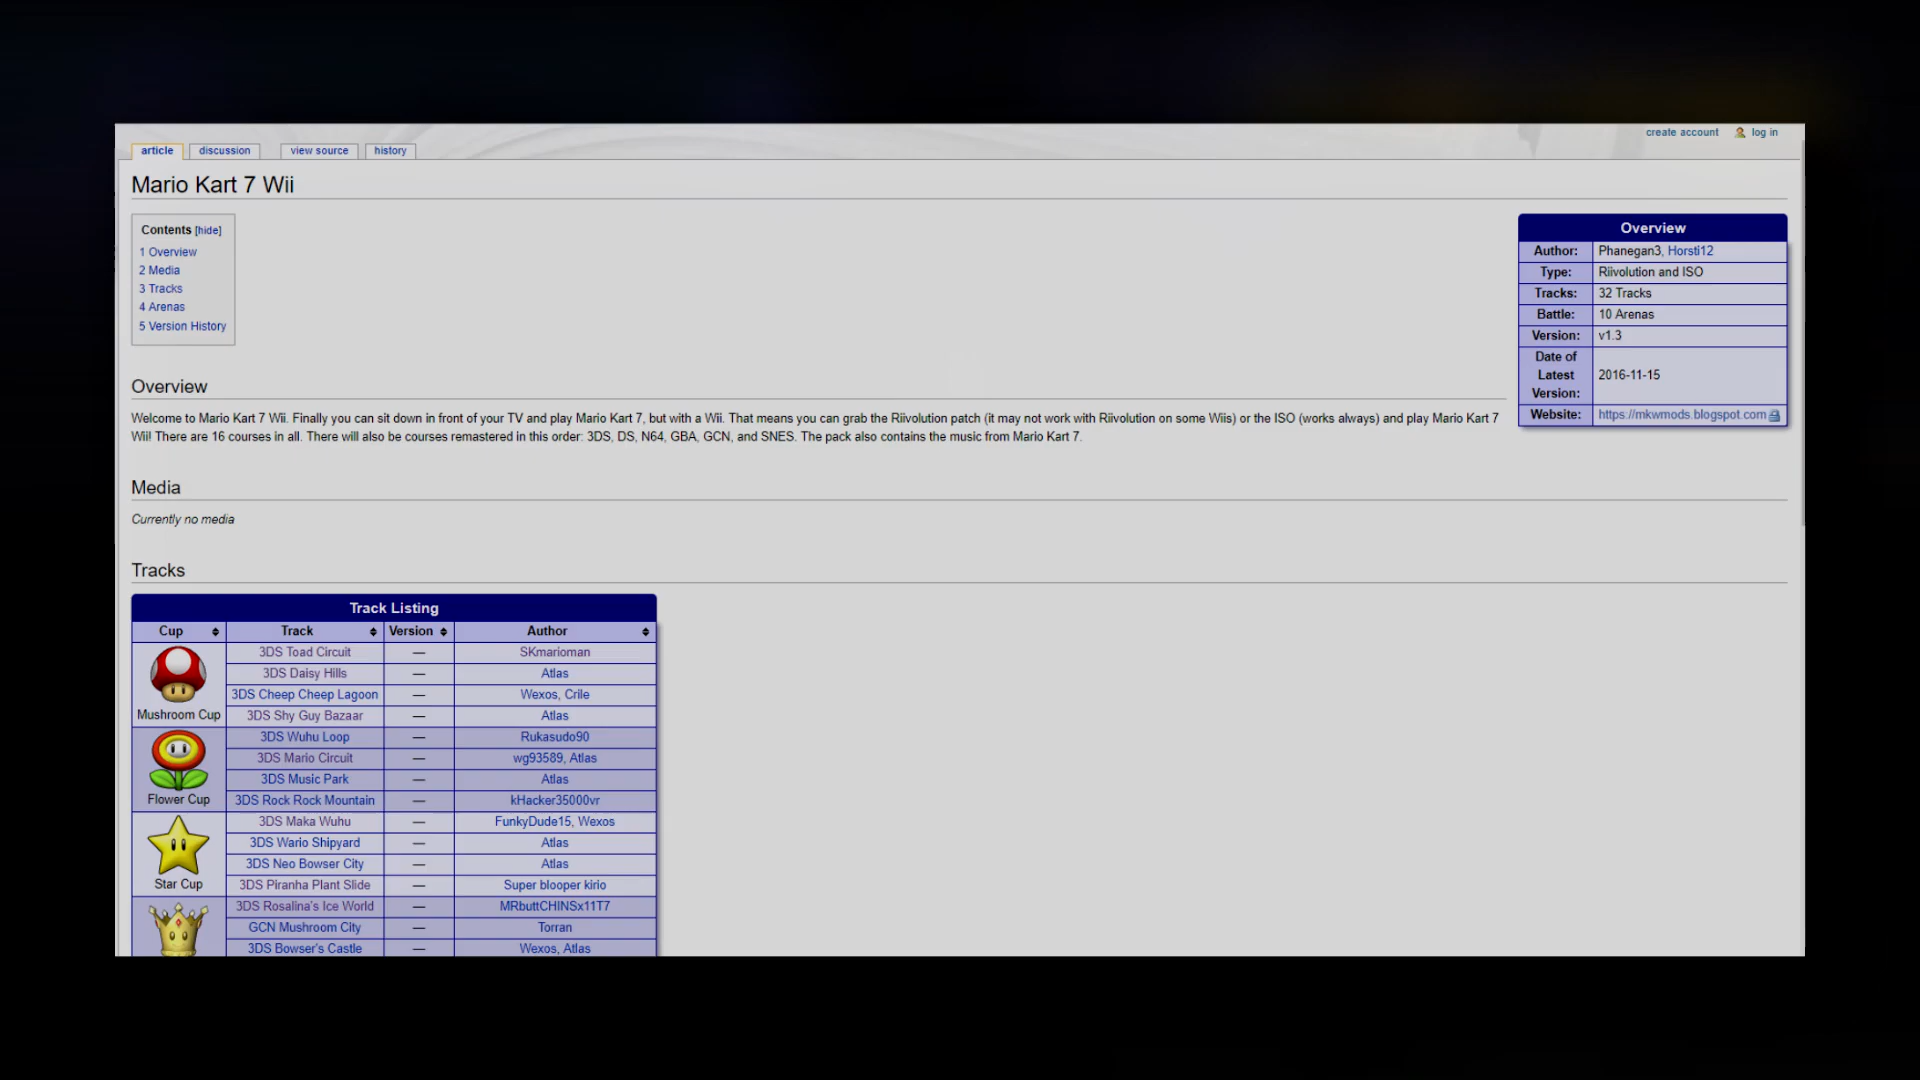 create account log in
article discussion view source history
Mario Kart 7 Wii
Contents [hide]
1 Overview
2 Media
3 Tracks
4 Arenas
5 Version History
Overview
Author: Phanegan3, Horsti12
Type: Riivolution and ISO
Tracks: 32 Tracks
Battle: 10 Arenas
Version: v1.3
Date of
Latest 2016-11-15
Version:
Website: https://mkwmods.blogspot.com
Overview
Welcome to Mario Kart 7 Wii. Finally you can sit down in front of your TV and play Mario Kart 7, but with a Wii. That means you can grab the Riivolution patch (it may not work with Riivolution on some Wiis) or the ISO (works always) and play Mario Kart 7
Wii! There are 16 courses in all. There will also be courses remastered in this order: 3DS, DS, N64, GBA, GCN, and SNES. The pack also contains the music from Mario Kart 7.
Media
Currently no media
Tracks
Track Listing
Cup Track Version Author
Mushroom Cup
3DS Toad Circuit — SKmarioman
3DS Daisy Hills — Atlas
3DS Cheep Cheep Lagoon — Wexos, Crile
3DS Shy Guy Bazaar — Atlas
Flower Cup
3DS Wuhu Loop — Rukasudo90
3DS Mario Circuit — wg93589, Atlas
3DS Music Park — Atlas
3DS Rock Rock Mountain — kHacker35000vr
Star Cup
3DS Maka Wuhu — FunkyDude15, Wexos
3DS Wario Shipyard — Atlas
3DS Neo Bowser City — Atlas
3DS Piranha Plant Slide — Super blooper kirio
3DS Rosalina's Ice World — MRbuttCHINSx11T7
GCN Mushroom City — Torran
3DS Bowser's Castle — Wexos, Atlas